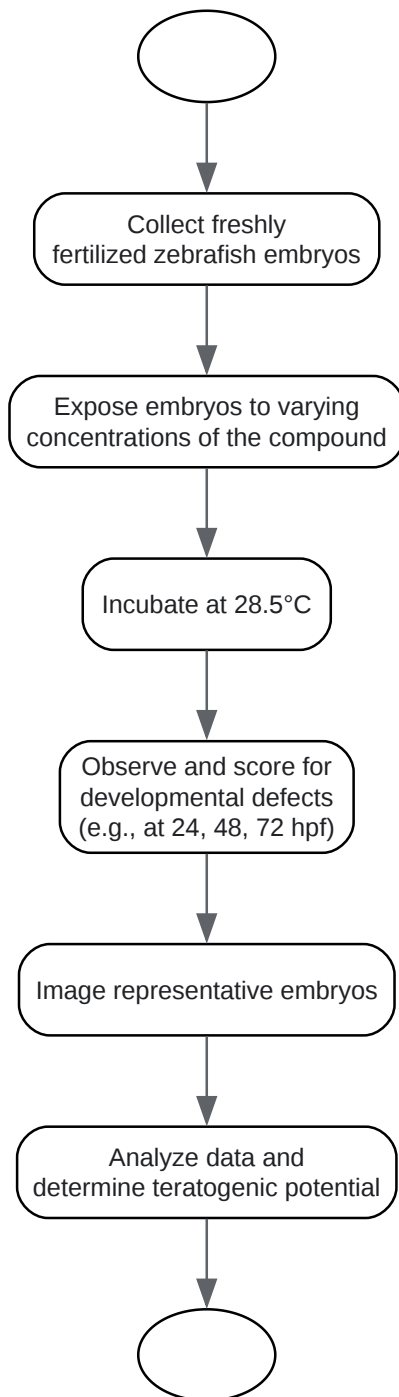 Collect freshly
fertilized zebrafish embryos
Expose embryos to varying
concentrations of the compound
Incubate at 28.5°C
Observe and score for
developmental defects
(e.g., at 24, 48, 72 hpf)
Image representative embryos
Analyze data and
determine teratogenic potential